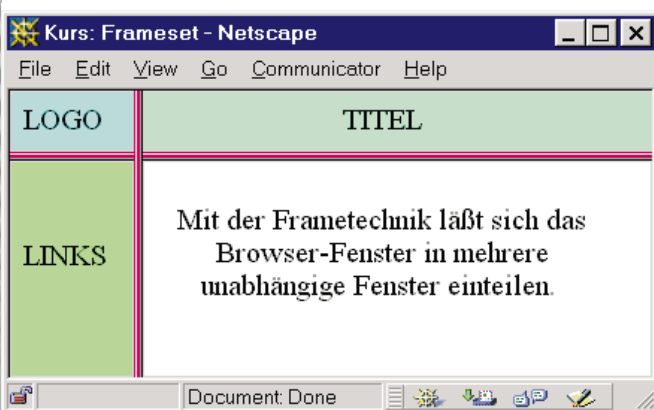 Kurs: Frameset - Netscape
File Edit View Go Communicator Help
LOGO
TITEL
LINKS
Mit der Frametechnik läßt sich das
Browser-Fenster in mehrere
unabhängige Fenster einteilen.
Document: Done